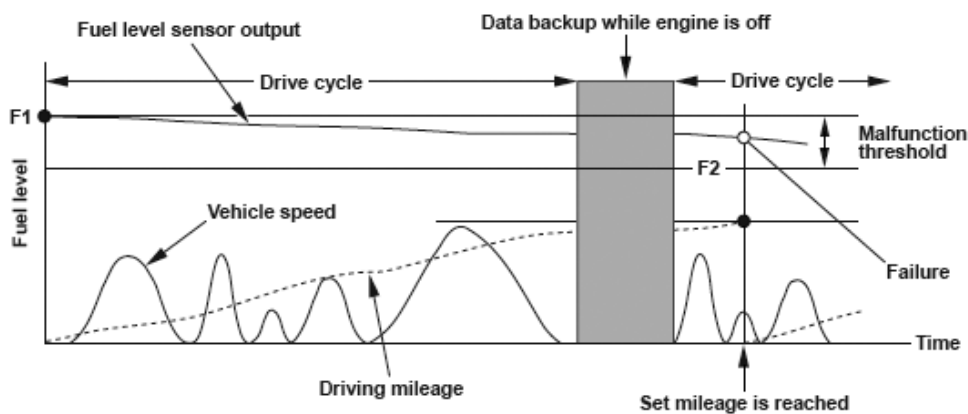 Data backup while engine is off
Fuel level sensor output
Drive cycle
Drive cycle
F1
Malfunction
threshold
F2
Fuel level
Vehicle speed
Failure
Time
Driving mileage
Set mileage is reached